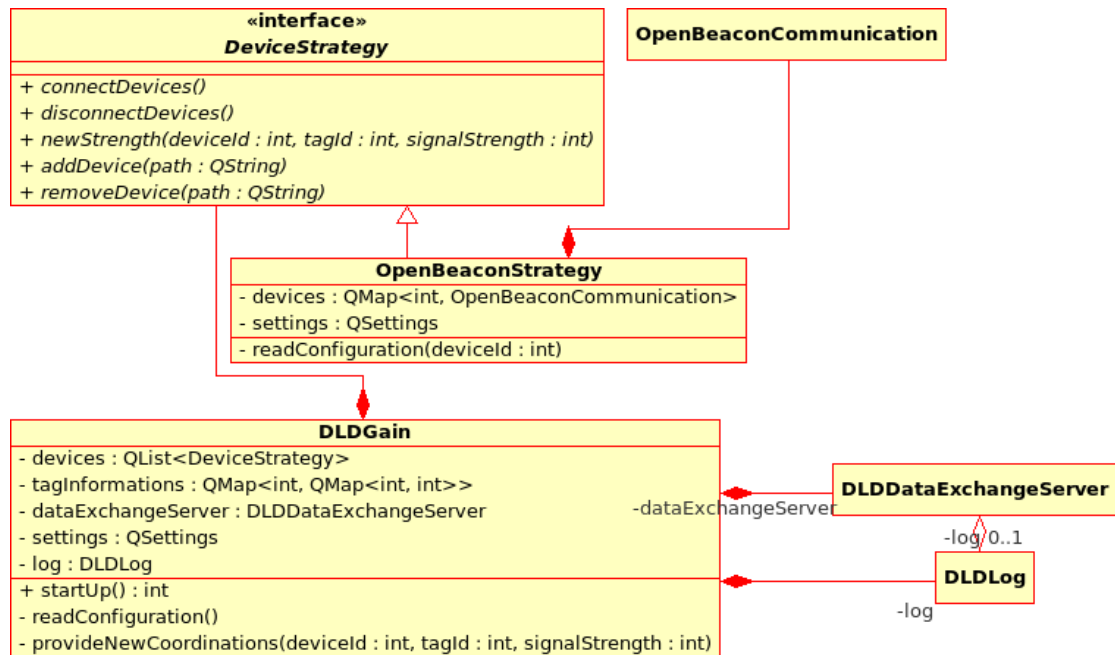 «interface»
DeviceStrategy
+ connectDevices()
+ disconnectDevices()
+ newStrength(deviceId : int, tagId : int, signalStrength : int)
+ addDevice(path : QString)
+ removeDevice(path : QString)
OpenBeaconCommunication
OpenBeaconStrategy
- devices : QMap<int, OpenBeaconCommunication>
- settings : QSettings
- readConfiguration(deviceId : int)
DLDGain
- devices : QList<DeviceStrategy>
- tagInformations : QMap<int, QMap<int, int>>
- dataExchangeServer : DLDDataExchangeServer
- settings : QSettings
- log : DLDLog
+ startUp() : int
- readConfiguration()
- provideNewCoordinations(deviceId : int, tagId : int, signalStrength : int)
DLDDataExchangeServer
-dataExchangeServer
-log 0..1
DLDLog
-log